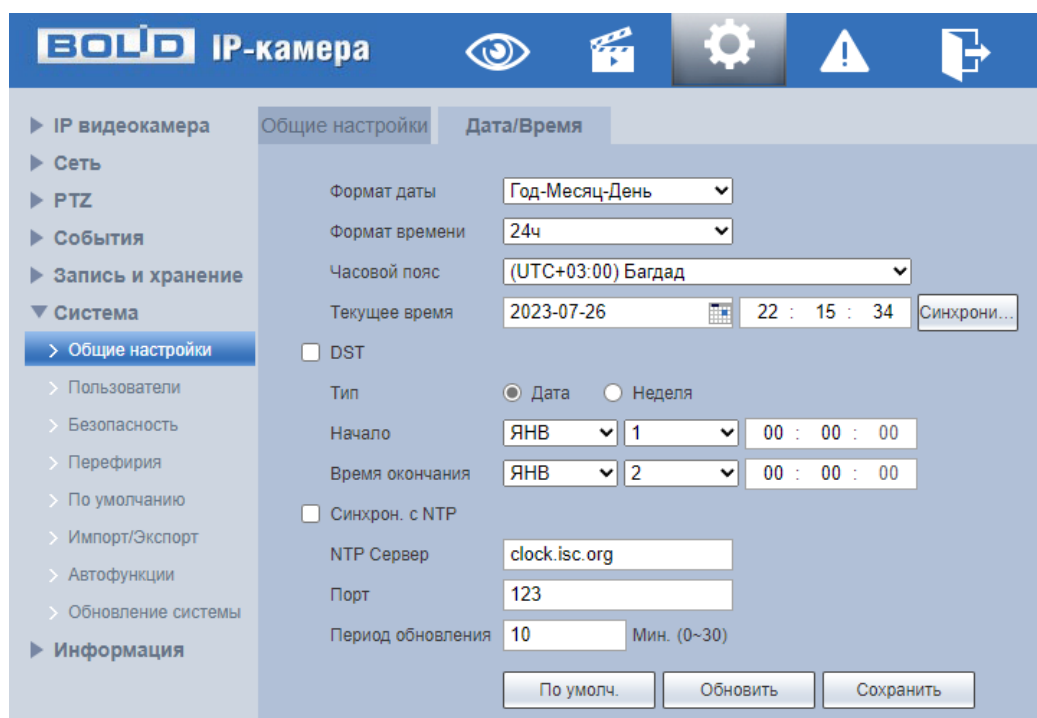 BOLID IP-камера
IP видеокамера
Сеть
PTZ
События
Запись и хранение
Система
Общие настройки
Пользователи
Безопасность
Перефирия
По умолчанию
Импорт/Экспорт
Автофункции
Обновление системы
Информация
Общие настройки Дата/Время
Формат даты Год-Месяц-День
Формат времени 24ч
Часовой пояс (UTC+03:00) Багдад
Текущее время 2023-07-26 22 : 15 : 34 Синхрони...
DST
Тип Дата Неделя
Начало ЯНВ 1 00 : 00 : 00
Время окончания ЯНВ 2 00 : 00 : 00
Синхрон. с NTP
NTP Сервер clock.isc.org
Порт 123
Период обновления 10 Мин. (0~30)
По умолч. Обновить Сохранить